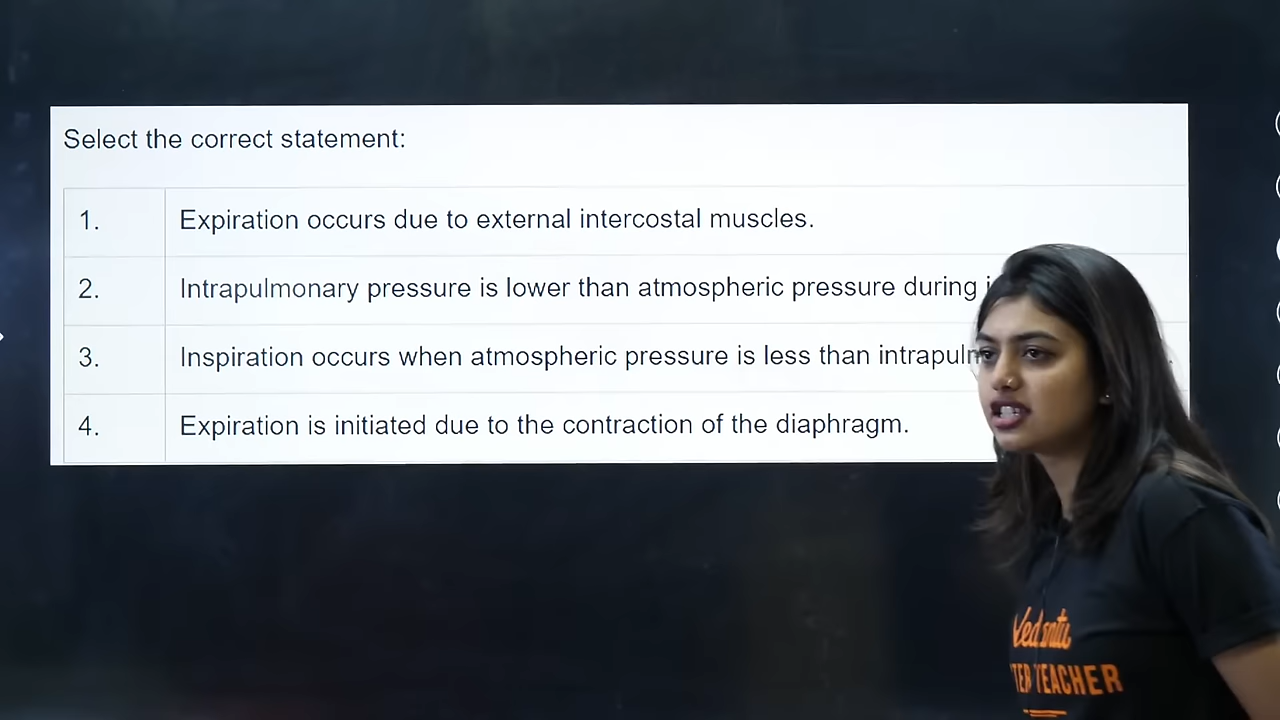 Select the correct statement:
1. Expiration occurs due to external intercostal muscles.
2. Intrapulmonary pressure is lower than atmospheric pressure during
3. Inspiration occurs when atmospheric pressure is less than
4. Expiration is initiated due to the contraction of the diaphragm.
Vedantu
TEACHER